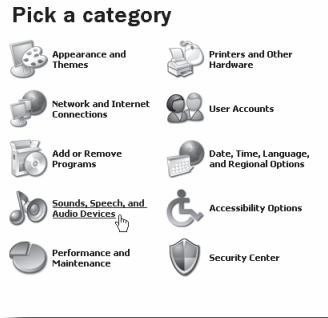 Pick a category
Appearance and
Themes
Printers and Other
Hardware
Network and Internet
Connections
User Accounts
Add or Remove
Programs
Date, Time, Language,
and Regional Options
Sounds, Speech, and
Audio Devices
Accessibility Options
Performance and
Maintenance
Security Center